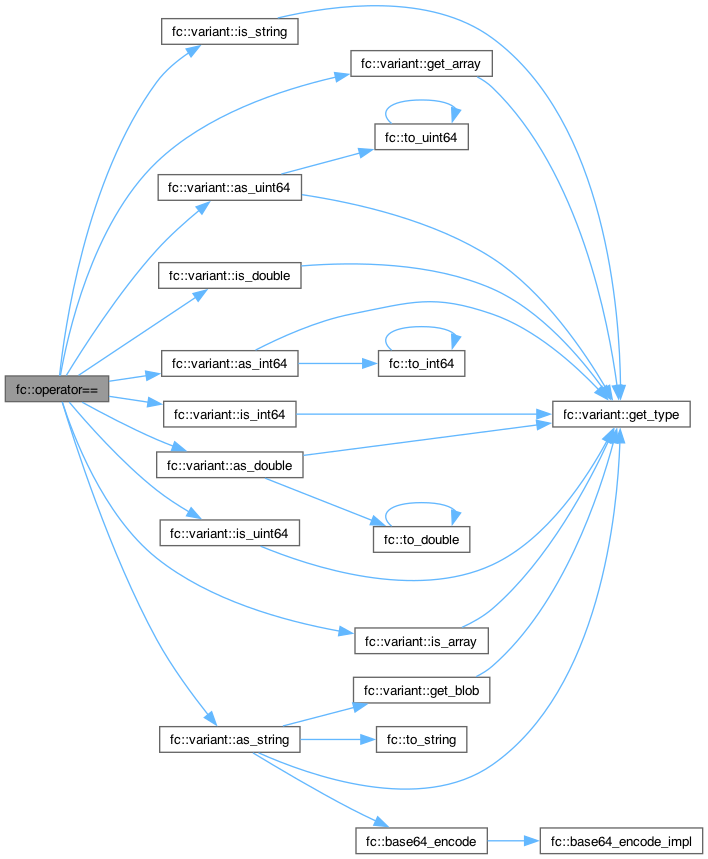 fc::variant::is_string
fc::variant::get_array
fc::to_uint64
fc::variant::as_uint64
fc::variant::is_double
fc::variant::as_int64
fc::to_int64
fc::operator==
fc::variant::is_int64
fc::variant::get_type
fc::variant::as_double
fc::variant::is_uint64
fc::to_double
fc::variant::is_array
fc::variant::get_blob
fc::variant::as_string
fc::to_string
fc::base64_encode
fc::base64_encode_impl